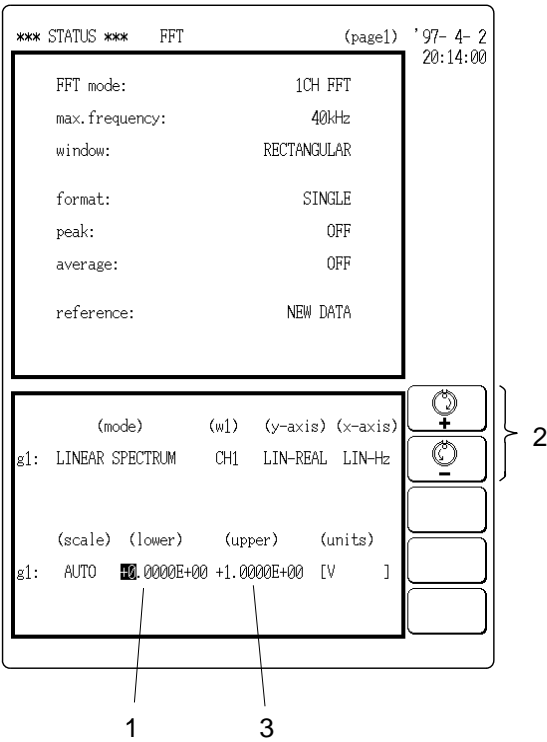 *** STATUS *** FFT (page1) '97- 4- 2
20:14:00
FFT mode: 1CH FFT
max.frequency: 40kHz
window: RECTANGULAR
format: SINGLE
peak: OFF
average: OFF
reference: NEW DATA
(mode) (w1) (y-axis) (x-axis)
g1: LINEAR SPECTRUM CH1 LIN-REAL LIN-Hz
(scale) (lower) (upper) (units)
g1: AUTO +0.0000E+00 +1.0000E+00 [V ]
+
−
2
1 3